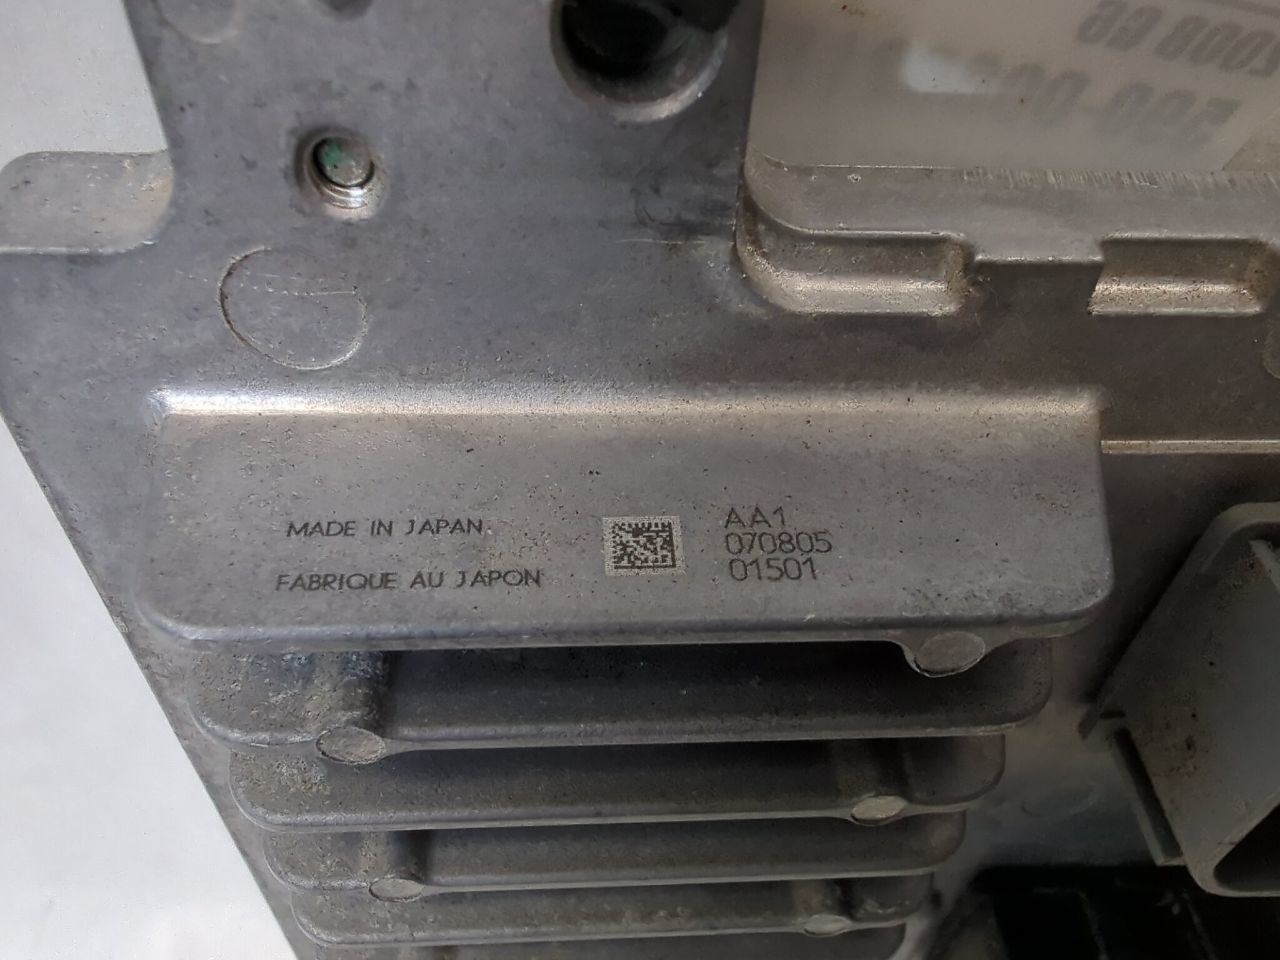 MADE IN JAPAN
FABRIQUE AU JAPON
AA1
070805
01501